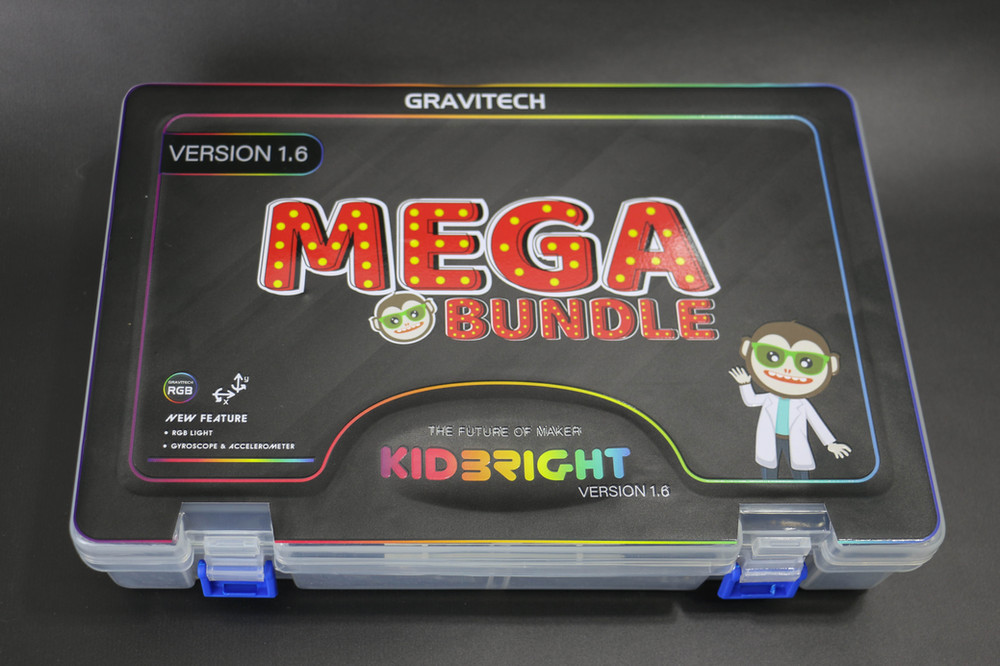 GRAVITECH
VERSION 1.6
MEGA
BUNDLE
GRAVITECH
RGB
y
x
NEW FEATURE
• RGB LIGHT
• GYROSCOPE & ACCELEROMETER
THE FUTURE OF MAKER
KIDBRIGHT
VERSION 1.6